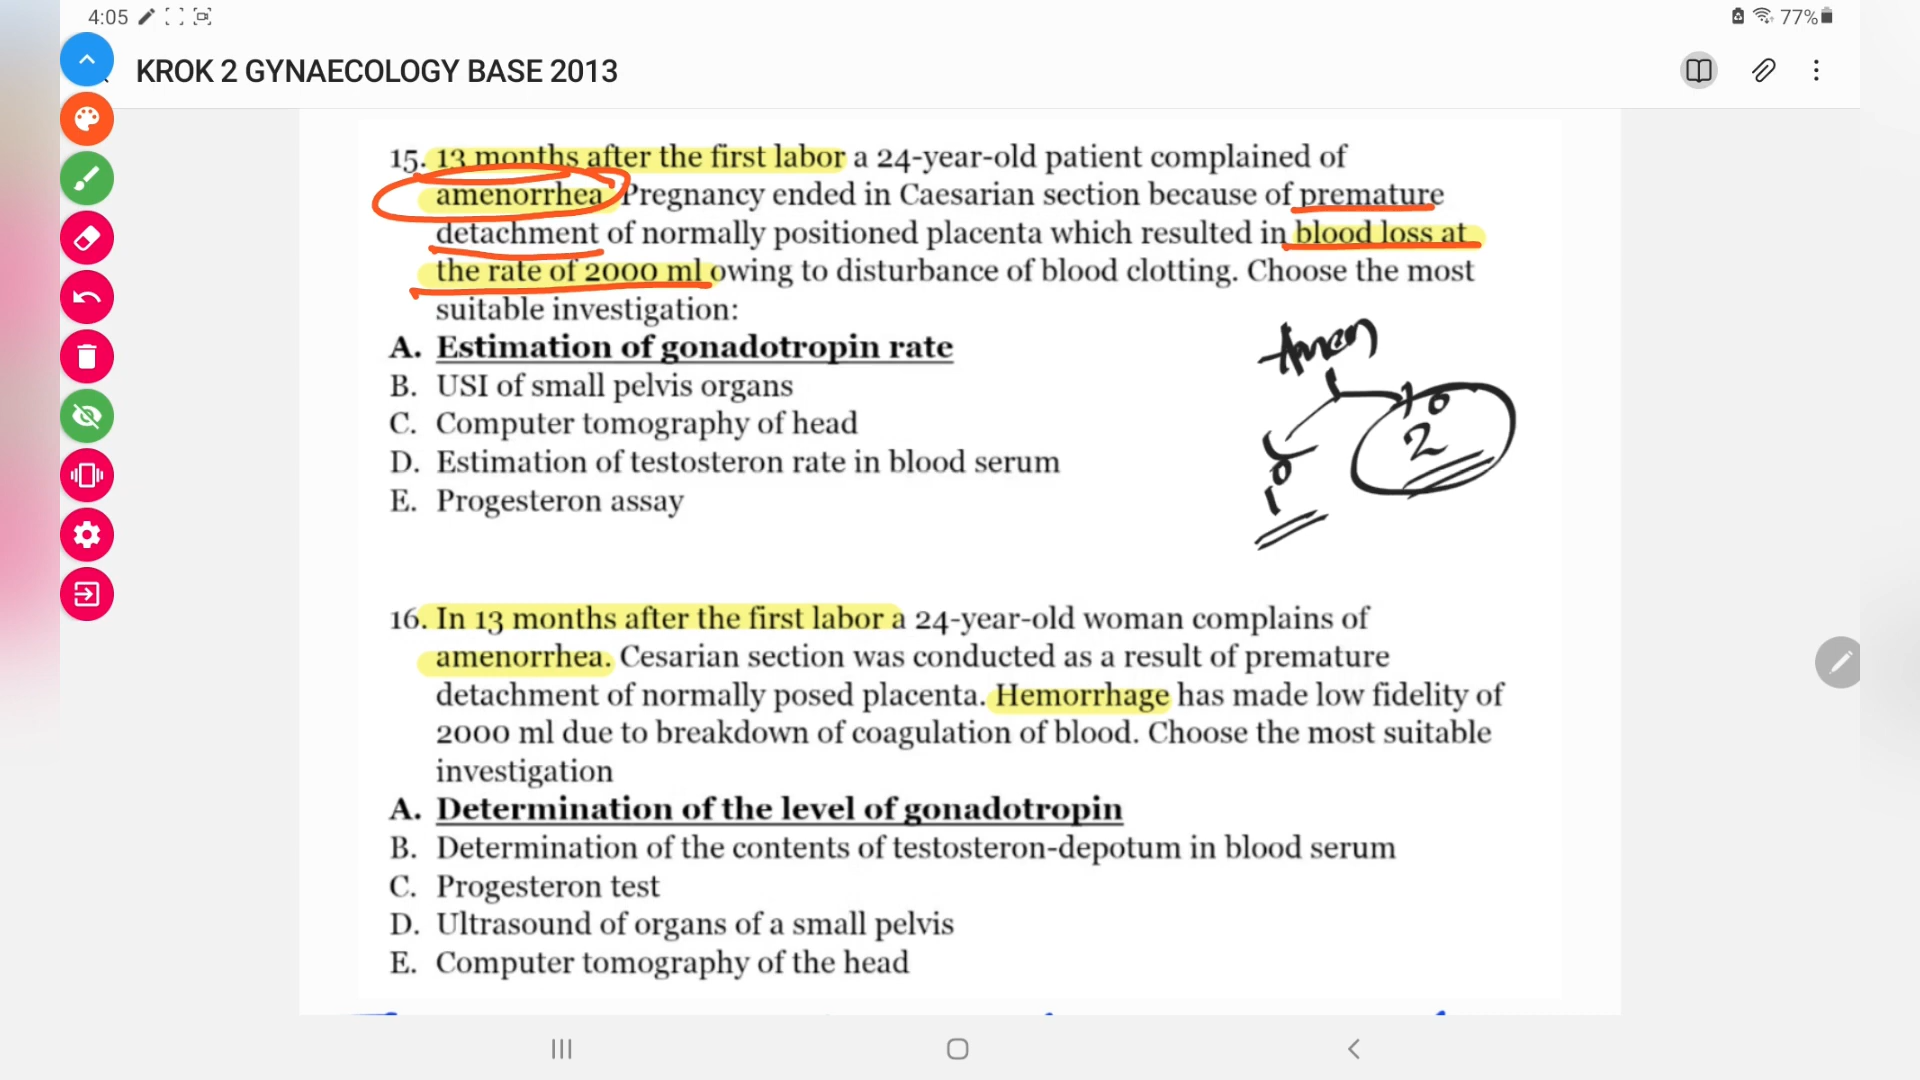 4:05
77%
KROK 2 GYNAECOLOGY BASE 2013
15. 13 months after the first labor a 24-year-old patient complained of
amenorrhea. Pregnancy ended in Caesarian section because of premature
detachment of normally positioned placenta which resulted in blood loss at
the rate of 2000 ml owing to disturbance of blood clotting. Choose the most
suitable investigation:
A. Estimation of gonadotropin rate
B. USI of small pelvis organs
C. Computer tomography of head
D. Estimation of testosteron rate in blood serum
E. Progesteron assay
Amen
1 o
2 o
16. In 13 months after the first labor a 24-year-old woman complains of
amenorrhea. Cesarian section was conducted as a result of premature
detachment of normally posed placenta. Hemorrhage has made low fidelity of
2000 ml due to breakdown of coagulation of blood. Choose the most suitable
investigation
A. Determination of the level of gonadotropin
B. Determination of the contents of testosteron-depotum in blood serum
C. Progesteron test
D. Ultrasound of organs of a small pelvis
E. Computer tomography of the head